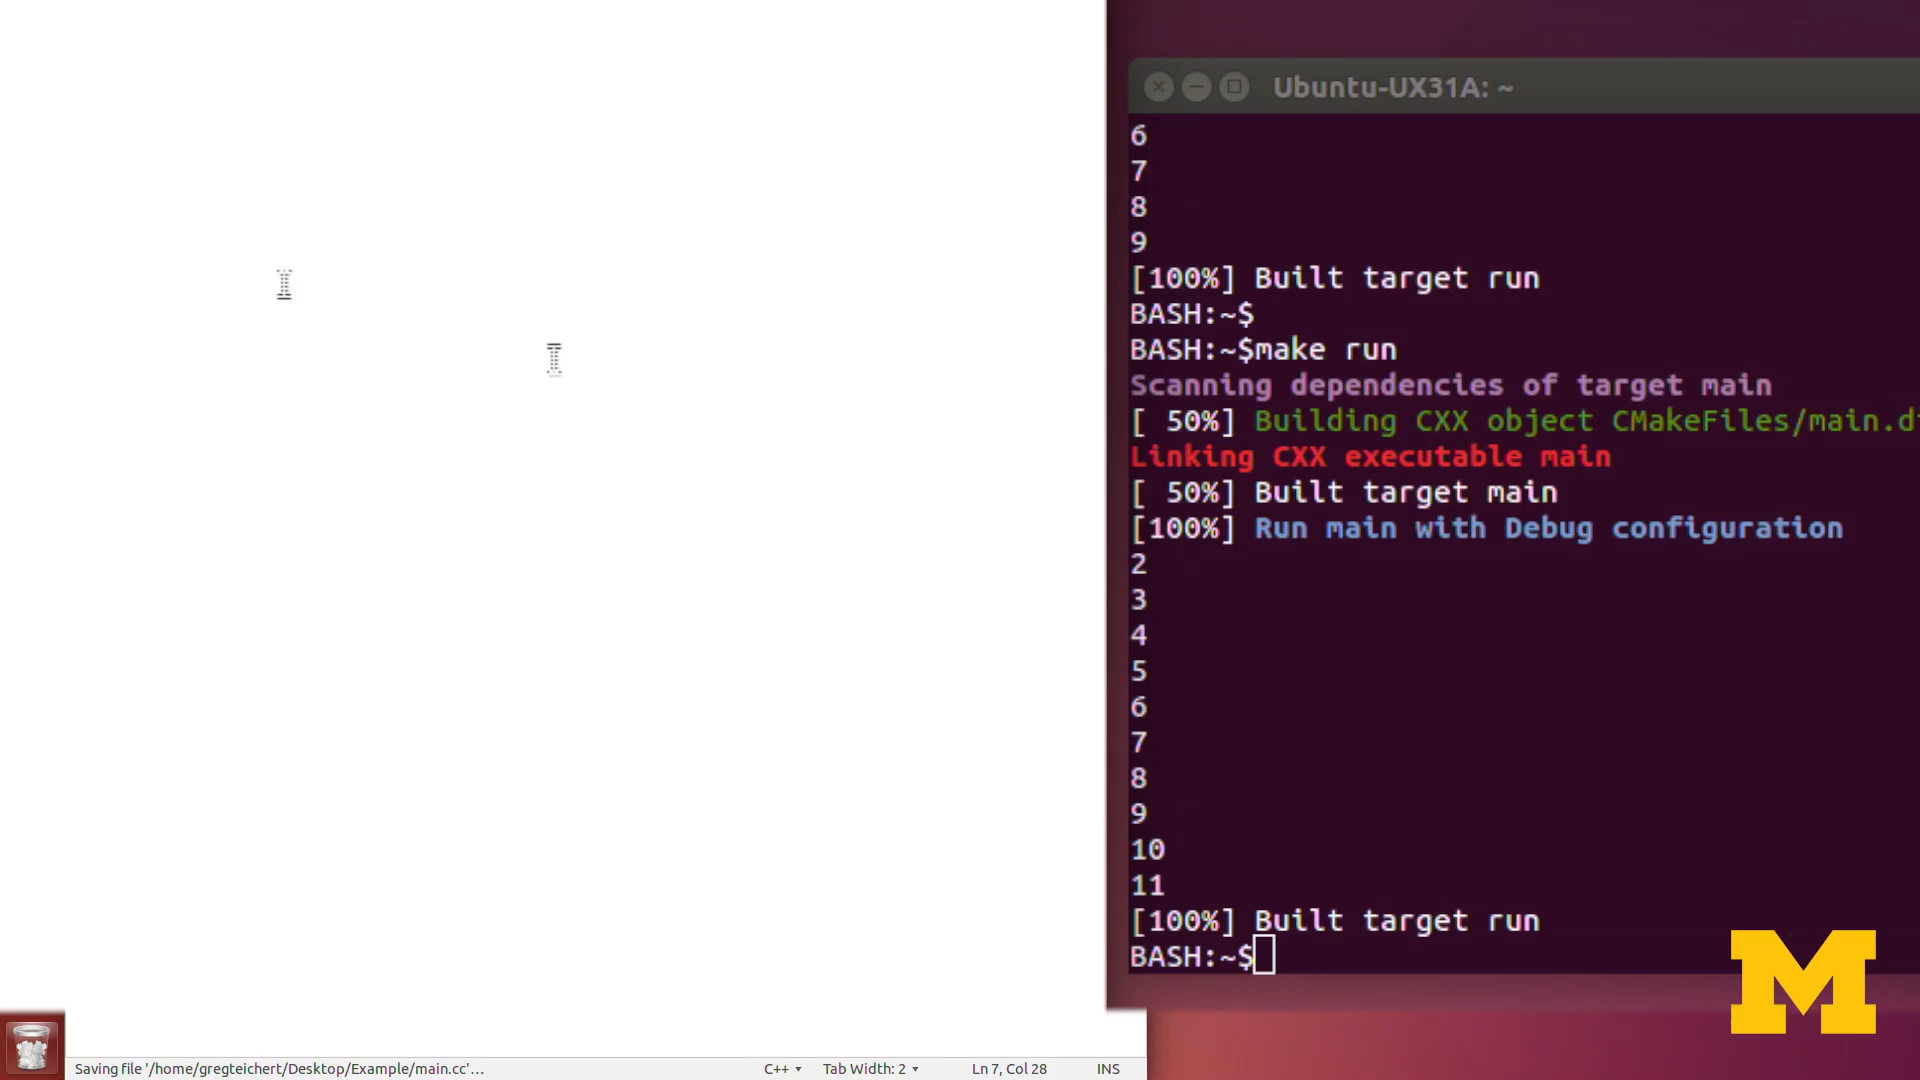 Ubuntu-UX31A: ~
6
7
8
9
[100%] Built target run
BASH:~$
BASH:~$make run
Scanning dependencies of target main
[ 50%] Building CXX object CMakeFiles/main.di
Linking CXX executable main
[ 50%] Built target main
[100%] Run main with Debug configuration
2
3
4
5
6
7
8
9
10
11
[100%] Built target run
BASH:~$
M
Saving file '/home/gregteichert/Desktop/Example/main.cc'... C++ Tab Width: 2 Ln 7, Col 28 INS